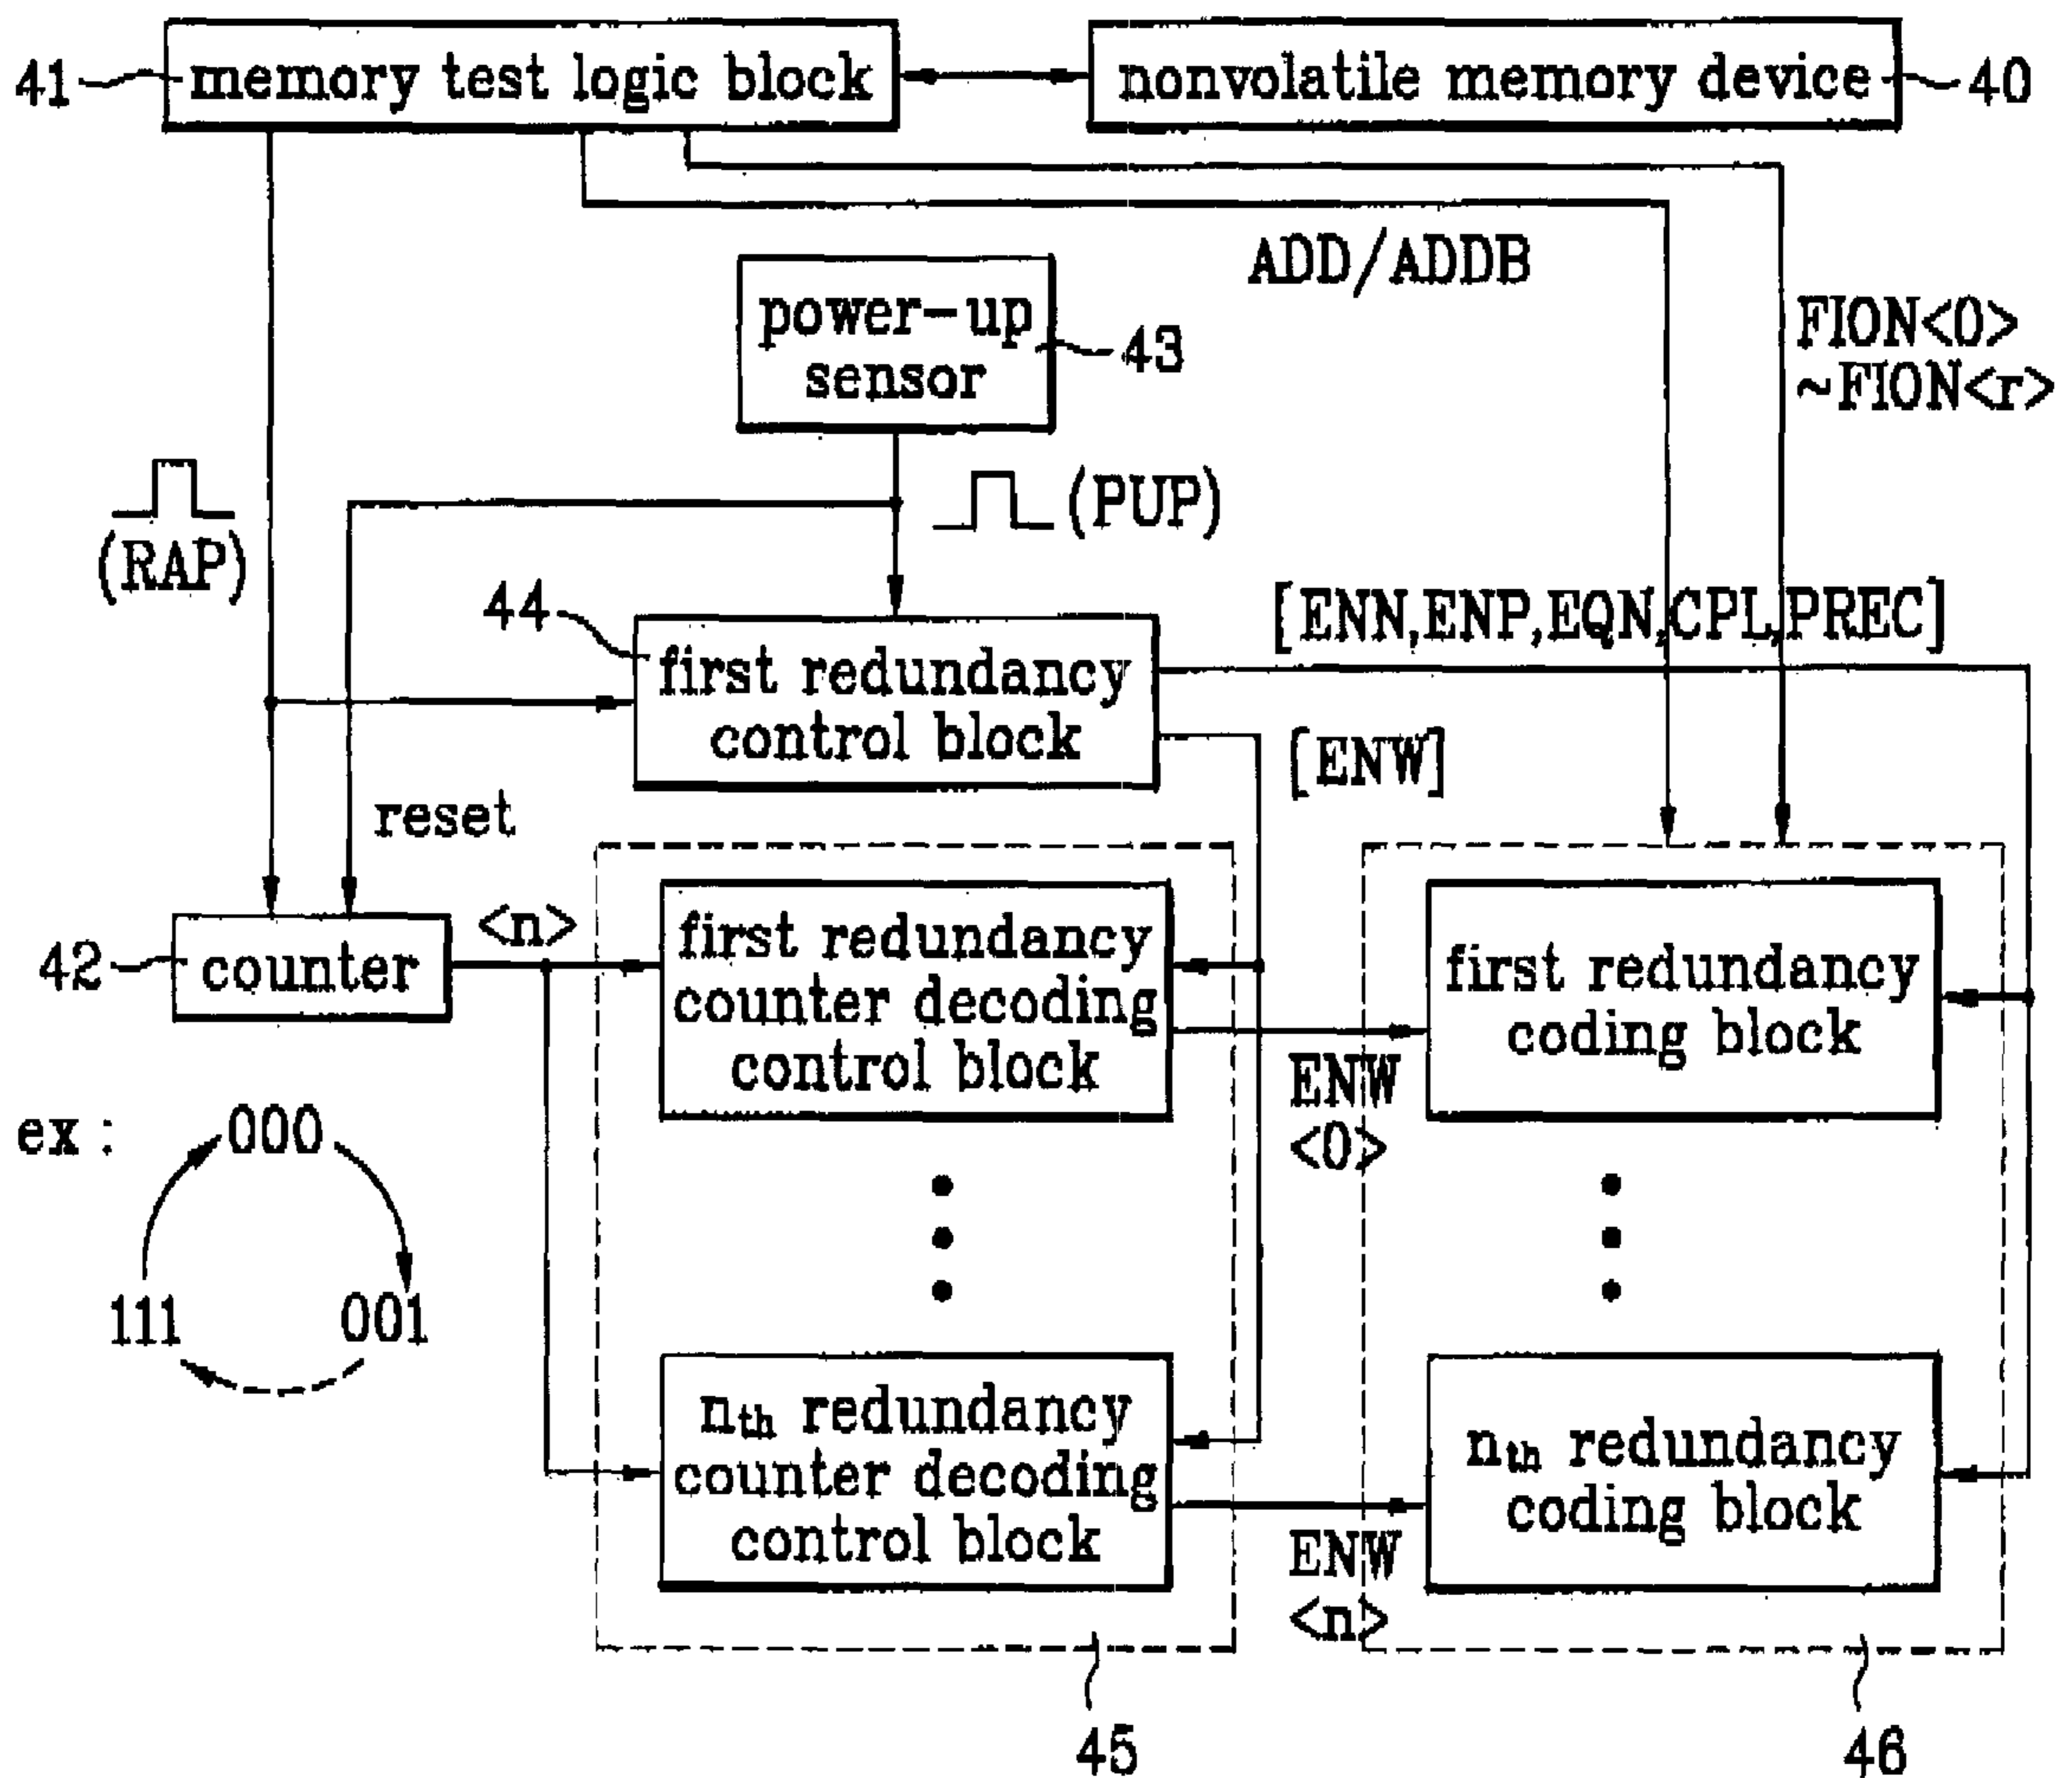 41
memory test logic block
nonvolatile memory device
40
ADD/ADDB
power-up
sensor
43
FION<0>
~FION<r>
(RAP)
(PUP)
44
[ENN,ENP,EQN,CPL,PREC]
first redundancy
control block
[ENW]
reset
42
counter
<n>
first redundancy
counter decoding
control block
first redundancy
coding block
ENW
<0>
ex :
000
111
001
nth redundancy
counter decoding
control block
nth redundancy
coding block
ENW
<n>
45
46